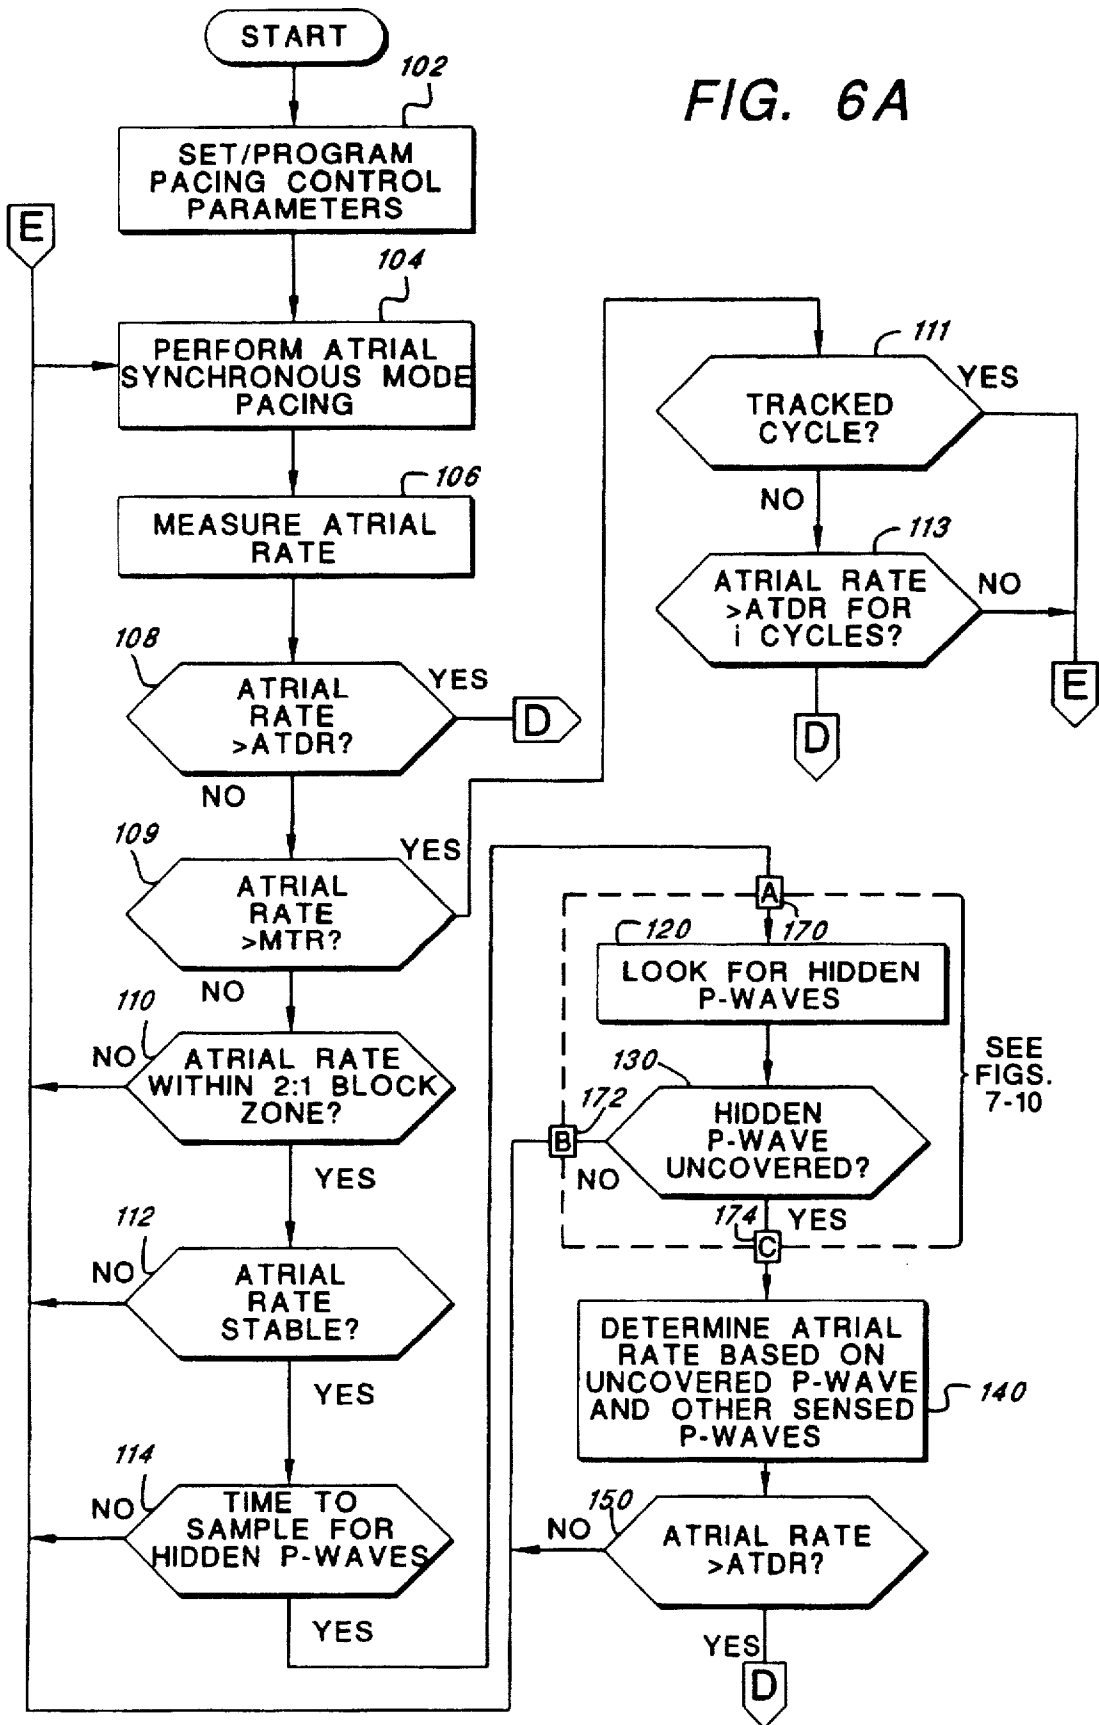 START
FIG. 6A
102
SET/PROGRAM
PACING CONTROL
PARAMETERS
E
104
PERFORM ATRIAL
SYNCHRONOUS MODE
PACING
106
MEASURE ATRIAL
RATE
108
ATRIAL
RATE
>ATDR?
YES
D
NO
109
ATRIAL
RATE
>MTR?
YES
NO
110
ATRIAL RATE
WITHIN 2:1 BLOCK
ZONE?
NO
YES
112
ATRIAL
RATE
STABLE?
NO
YES
114
TIME TO
SAMPLE FOR
HIDDEN P-WAVES
NO
YES
111
TRACKED
CYCLE?
YES
NO
113
ATRIAL RATE
>ATDR FOR
i CYCLES?
NO
E
D
A
170
120
LOOK FOR HIDDEN
P-WAVES
130
HIDDEN
P-WAVE
UNCOVERED?
172
B
NO
174
YES
C
SEE
FIGS.
7-10
DETERMINE ATRIAL
RATE BASED ON
UNCOVERED P-WAVE
AND OTHER SENSED
P-WAVES
140
150
ATRIAL RATE
>ATDR?
NO
YES
D